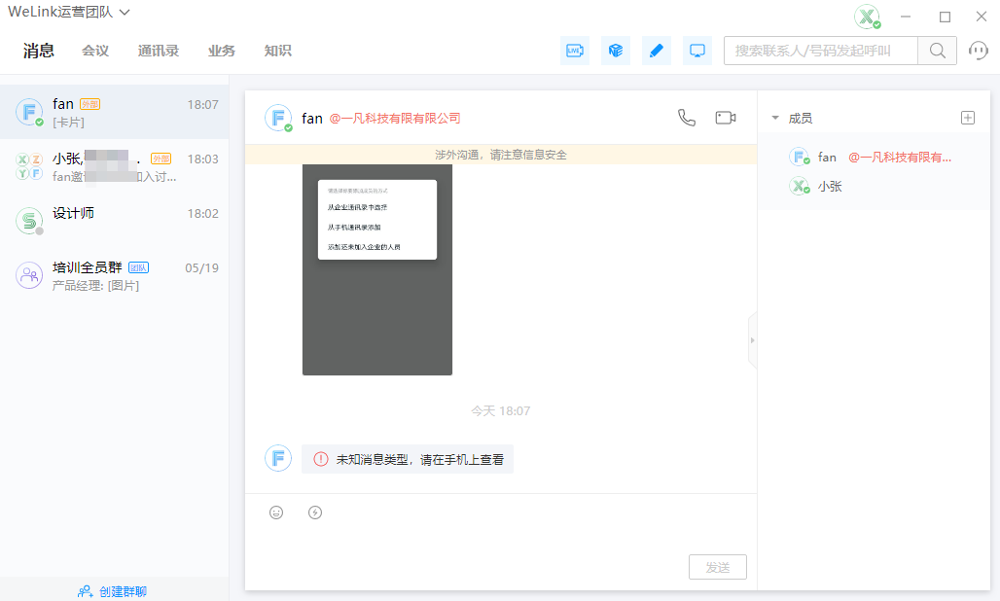 WeLink运营团队
消息 会议 通讯录 业务 知识
LIVE
搜索联系人/号码发起呼叫
fan 外部 18:07
[卡片]
小张, . 外部 18:03
fan邀 加入讨...
设计师 18:02
培训全员群 团队 05/19
产品经理: [图片]
创建群聊
fan @一凡科技有限有限公司
涉外沟通，请注意信息安全
从企业通讯录中选择
从手机通讯录添加
添加还未加入企业的人员
今天 18:07
未知消息类型，请在手机上查看
发送
成员
fan @一凡科技有限有...
小张